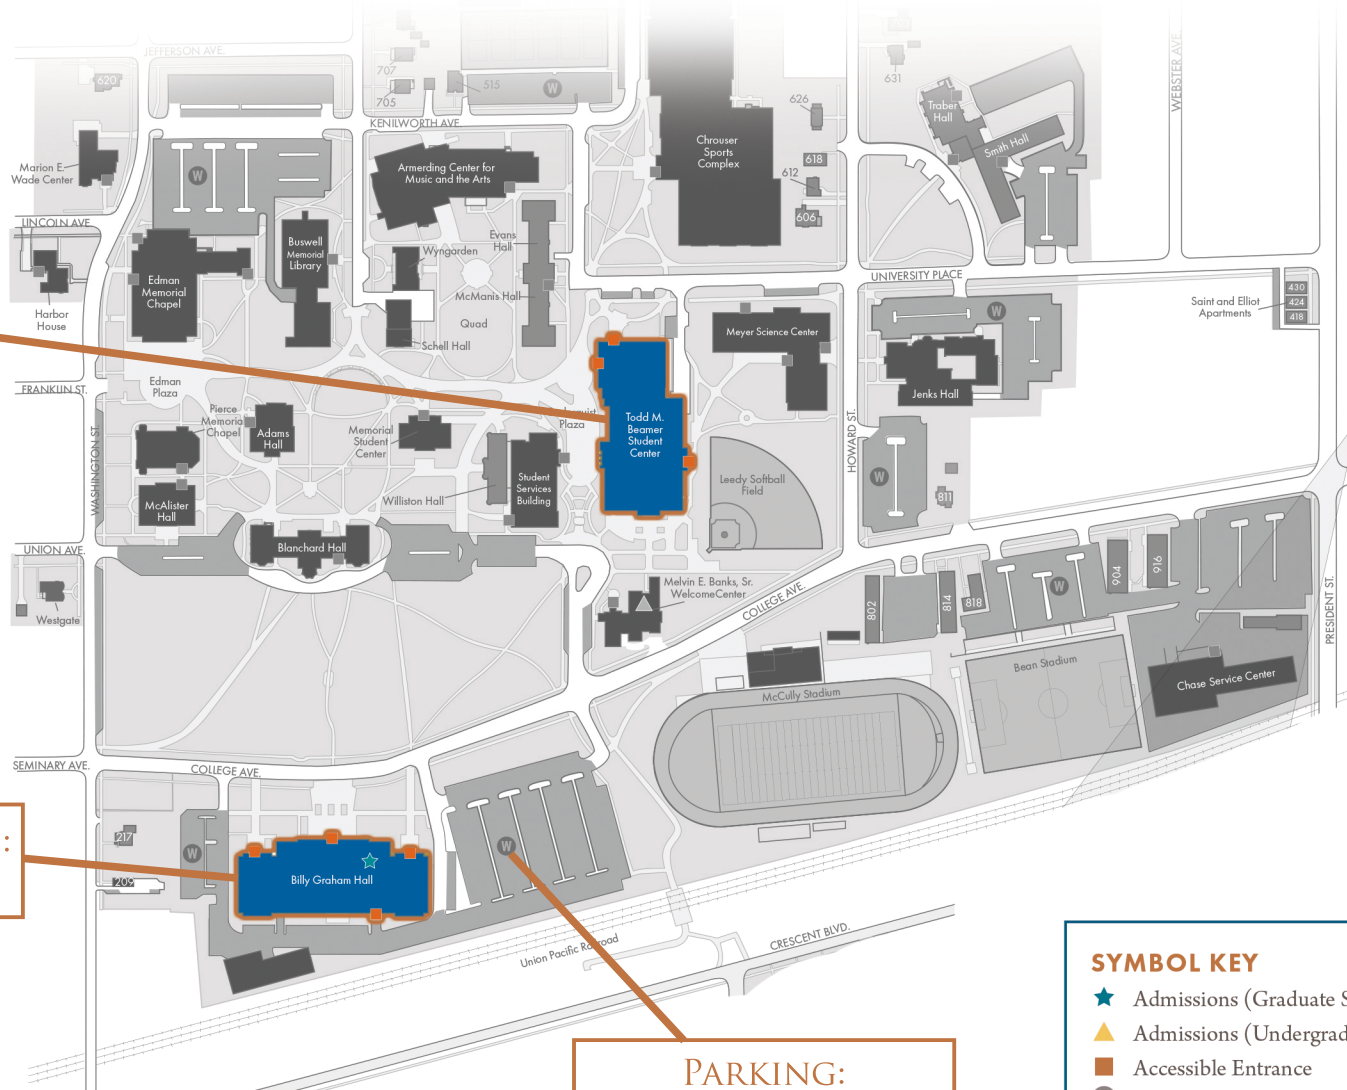 JEFFERSON AVE.
620
707
705
515
W
631
WEBSTER AVE.
KENILWORTH AVE.
626
618
612
606
Traber
Hall
Smith Hall
Chrouser
Sports
Complex
Marion E.
Wade Center
W
Armerding Center for
Music and the Arts
LINCOLN AVE.
Buswell
Memorial
Library
Evans
Hall
Wyngarden
Edman
Memorial
Chapel
UNIVERSITY PLACE
McManis Hall
Harbor
House
Quad
Schell Hall
Meyer Science Center
W
Saint and Elliot
Apartments
430
424
418
FRANKLIN ST.
Edman
Plaza
Jenks Hall
Pierce
Memorial
Chapel
Adams
Hall
Memorial
Student
Center
Plaza
Todd M.
Beamer
Student
Center
HOWARD ST.
WASHINGTON ST.
Leedy Softball
Field
W
811
Student
Services
Building
Williston Hall
McAlister
Hall
UNION AVE.
Blanchard Hall
Westgate
Melvin E. Banks, Sr.
WelcomeCenter
COLLEGE AVE.
802
814
818
W
904
916
PRESIDENT ST.
McCully Stadium
Bean Stadium
Chase Service Center
SEMINARY AVE.
COLLEGE AVE.
217
209
W
:
Billy Graham Hall
W
Union Pacific Railroad
CRESCENT BLVD.
PARKING:
SYMBOL KEY
Admissions (Graduate S
Admissions (Undergrad
Accessible Entrance